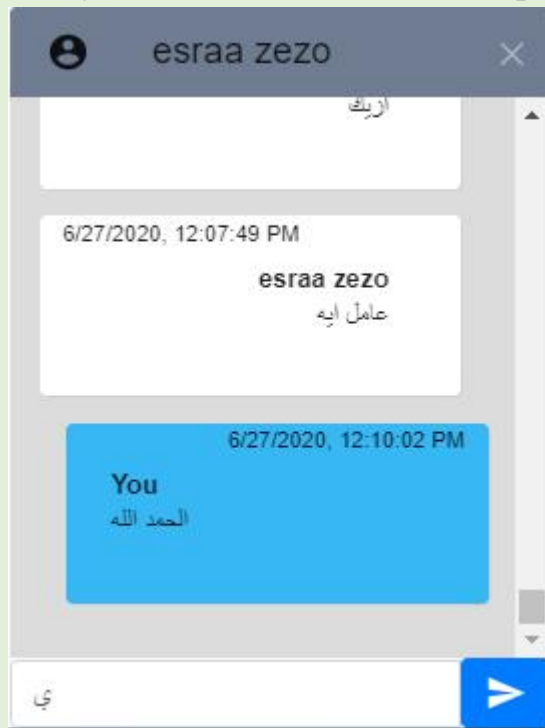 esraa zezo
ازيك
6/27/2020, 12:07:49 PM
esraa zezo
عامل ايه
6/27/2020, 12:10:02 PM
You
الحمد الله
ي